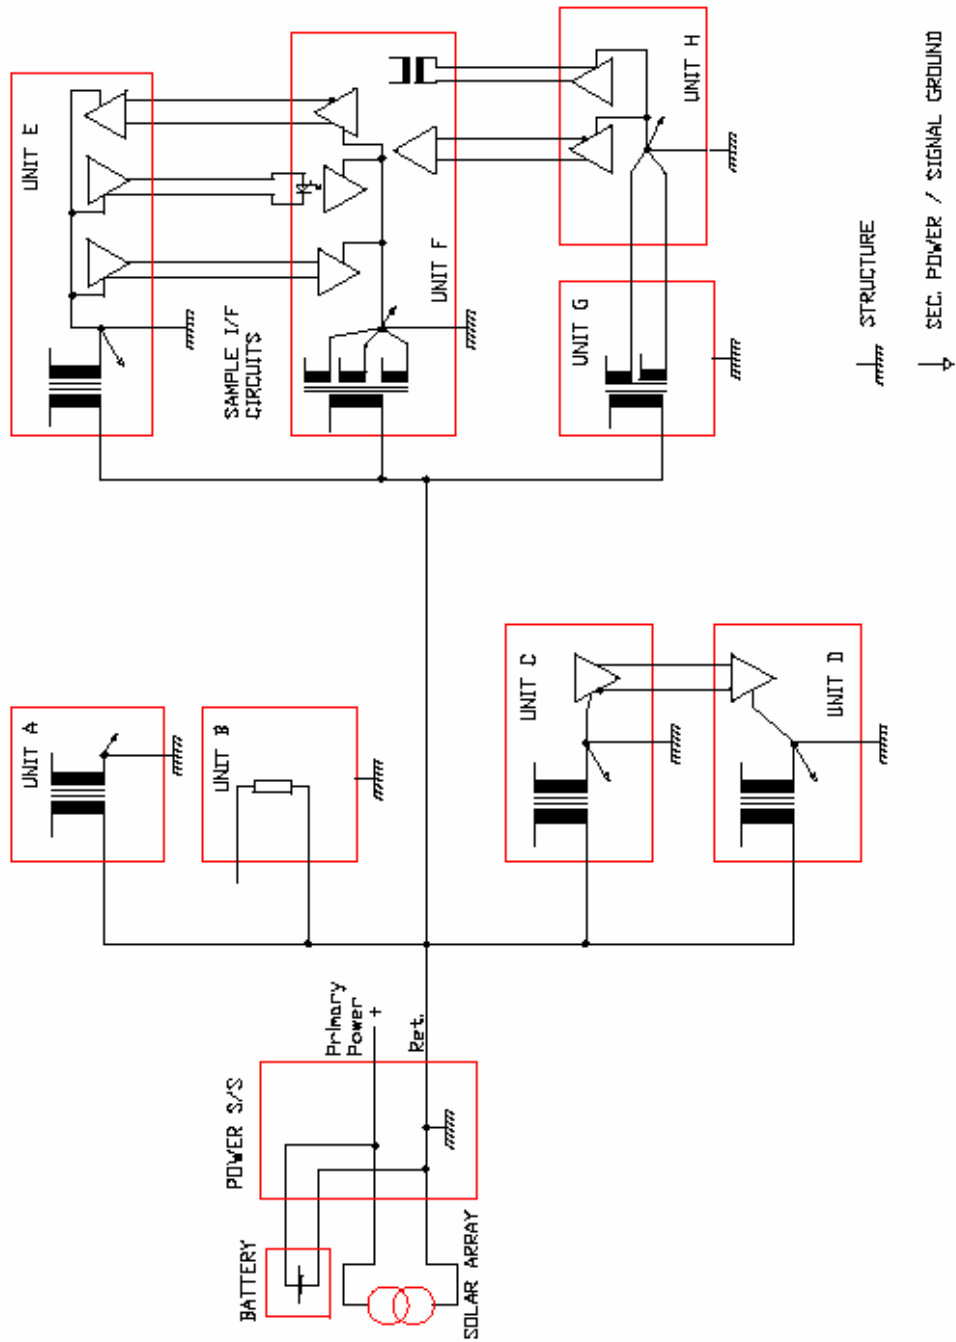 UNIT E
UNIT H
UNIT F
SAMPLE I/F
CIRCUITS
UNIT G
STRUCTURE
SEC. POWER / SIGNAL GROUND
UNIT A
UNIT B
UNIT C
UNIT D
Primary
Power
+
Ret.
POWER S/S
BATTERY
SOLAR ARRAY